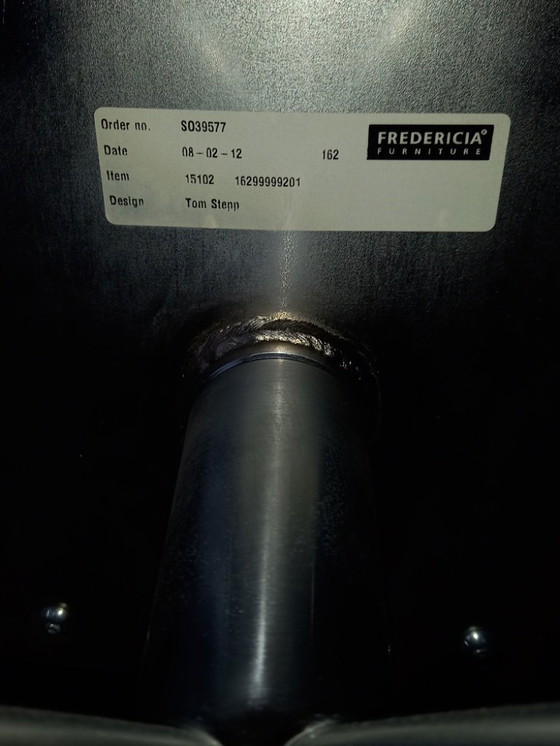 Order no. SO39577
Date 08-02-12 162
Item 15102 16299999201
Design Tom Stepp
FREDERICIA®
FURNITURE